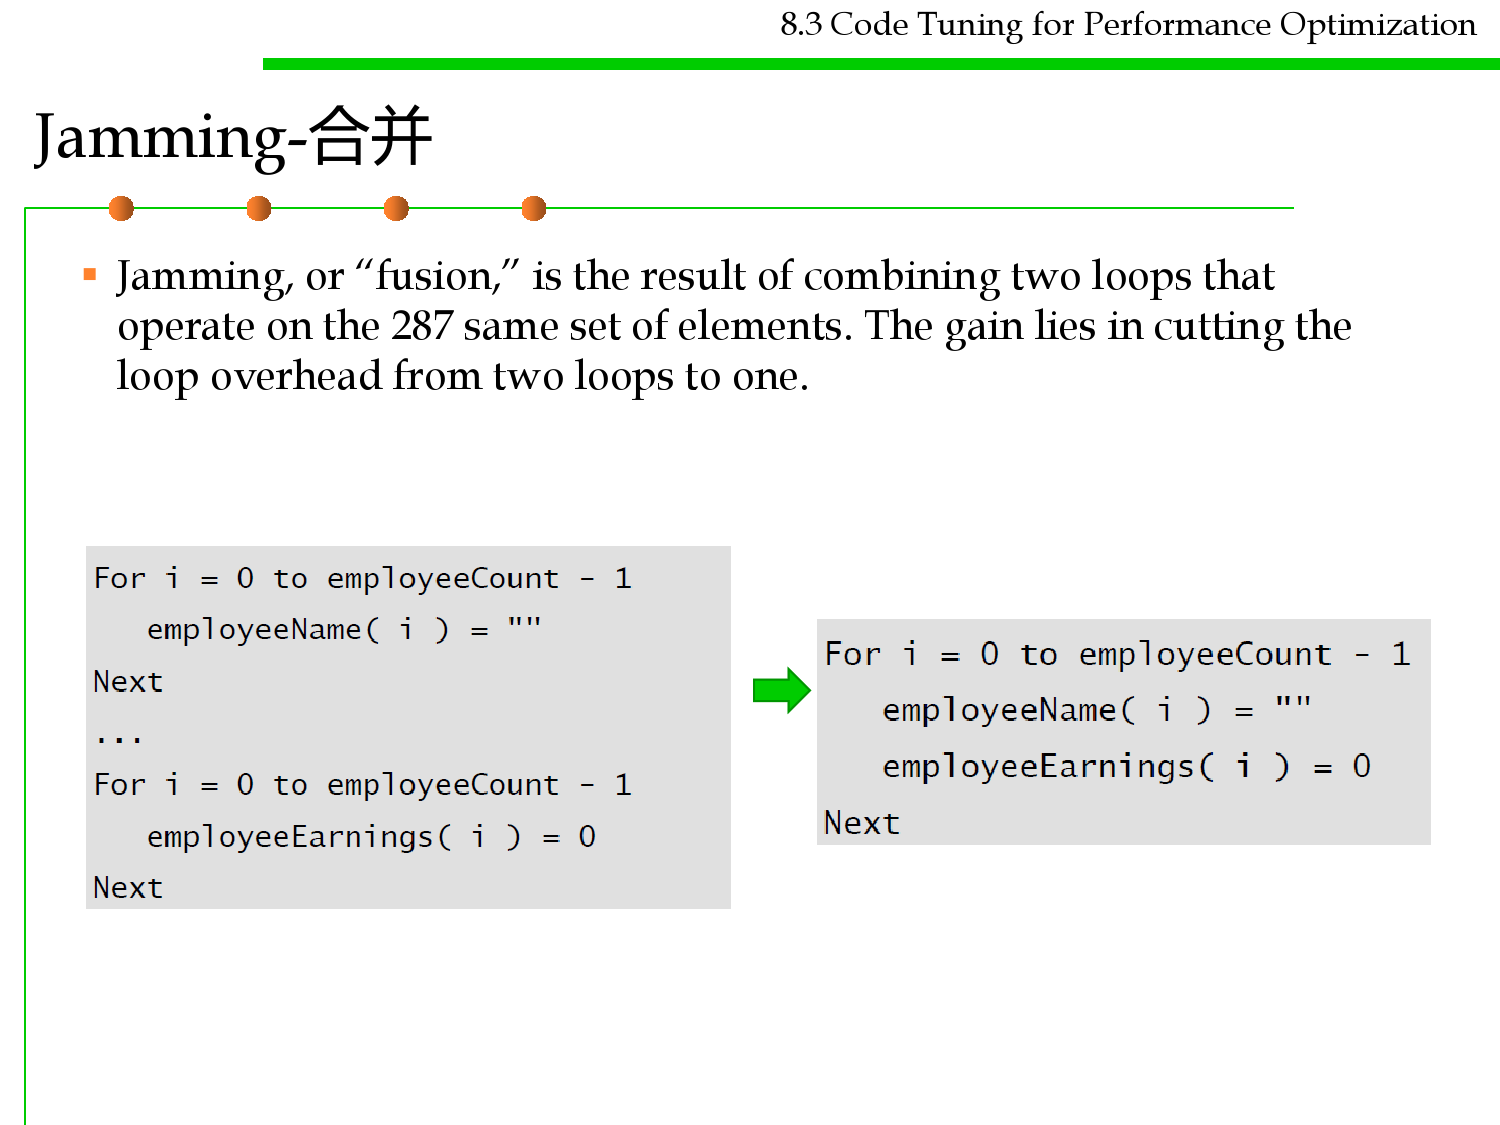 8.3 Code Tuning for Performance Optimization
Jamming-合并
Jamming, or “fusion,” is the result of combining two loops that
operate on the 287 same set of elements. The gain lies in cutting the
loop overhead from two loops to one.
For i = 0 to employeeCount - 1
employeeName( i ) = ""
Next
...
For i = 0 to employeeCount - 1
employeeEarnings( i ) = 0
Next
For i = 0 to employeeCount - 1
employeeName( i ) = ""
employeeEarnings( i ) = 0
Next